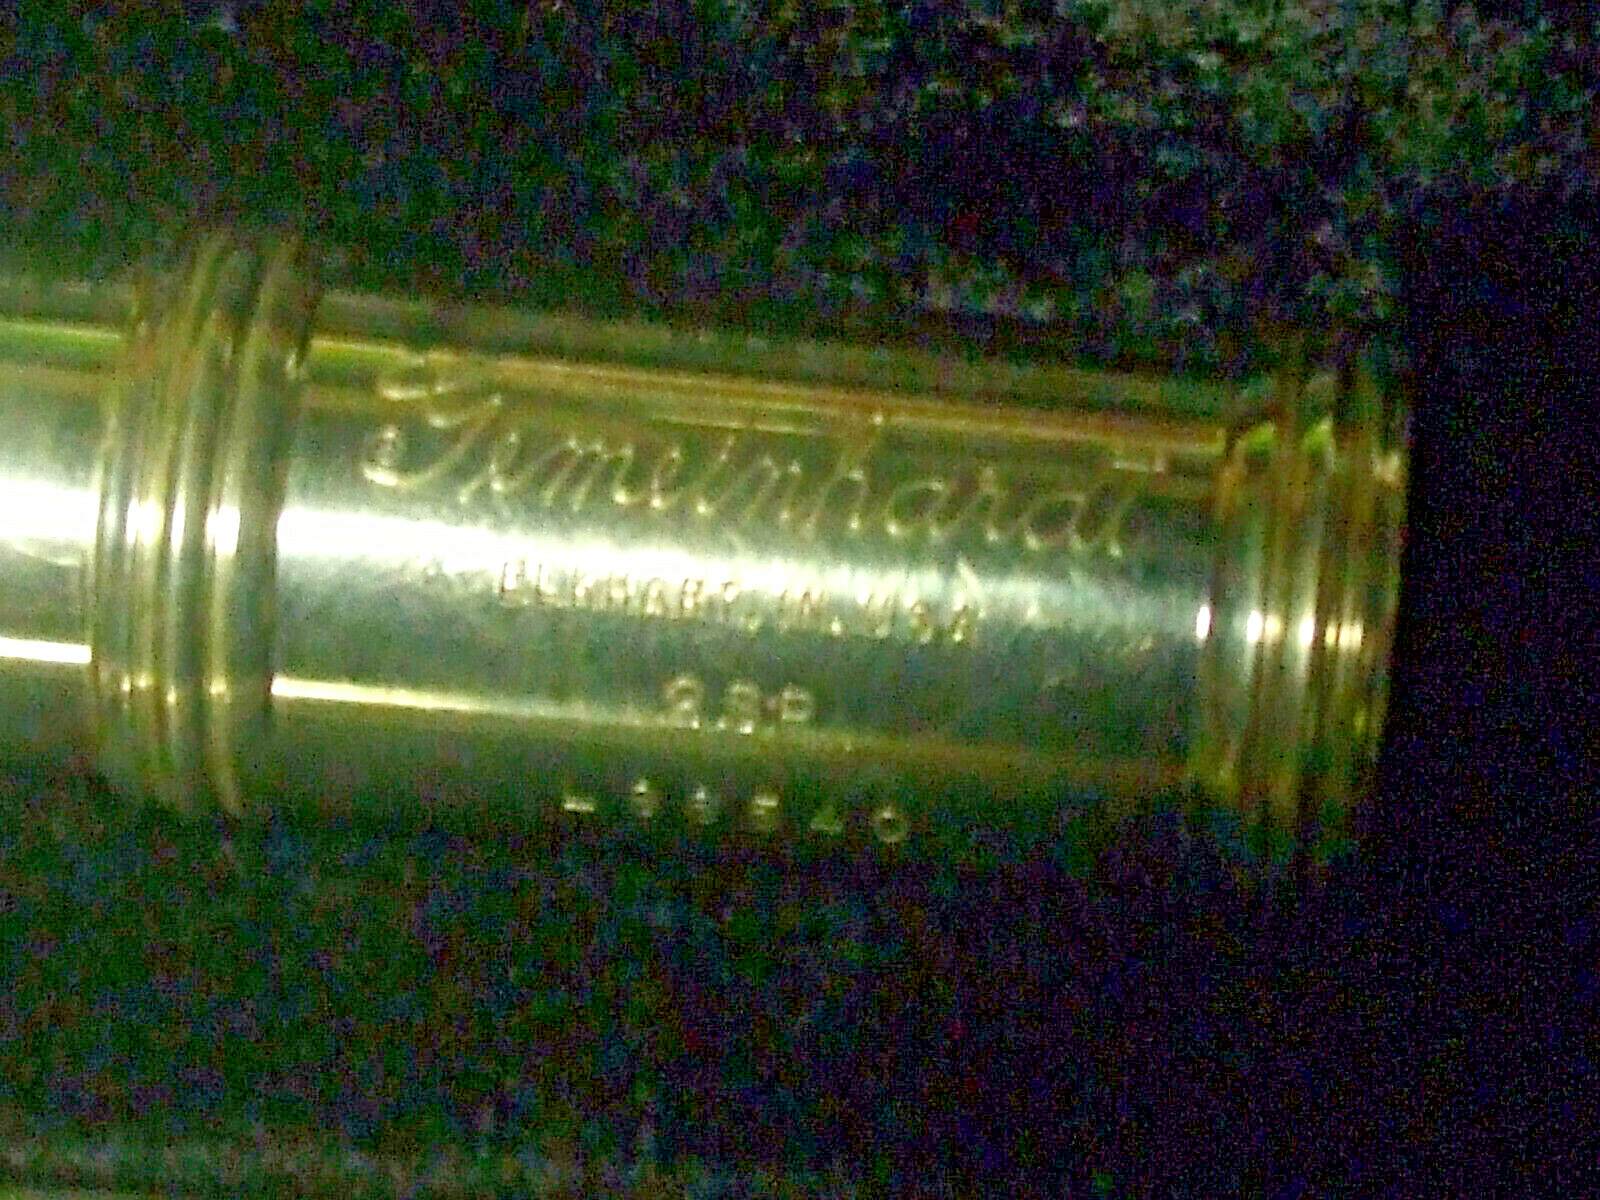 Gemeinhardt
ELKHART, IN. USA
2SP